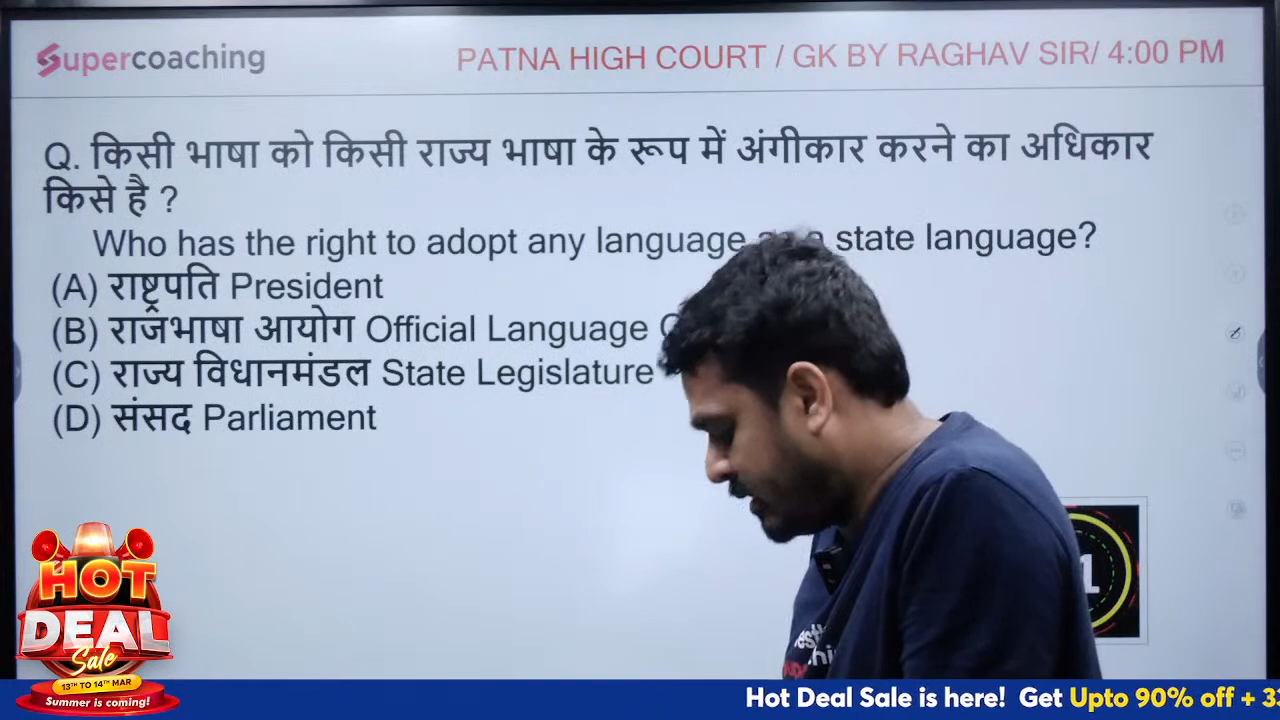 Supercoaching
PATNA HIGH COURT / GK BY RAGHAV SIR/ 4:00 PM
Q. किसी भाषा को किसी राज्य भाषा के रूप में अंगीकार करने का अधिकार
किसे है ?
Who has the right to adopt any language state language?
(A) राष्ट्रपति President
(B) राजभाषा आयोग Official Language
(C) राज्य विधानमंडल State Legislature
(D) संसद Parliament
HOT
DEAL
Sale
13TH TO 14TH MAR
Summer is coming!
Hot Deal Sale is here! Get Upto 90% off +